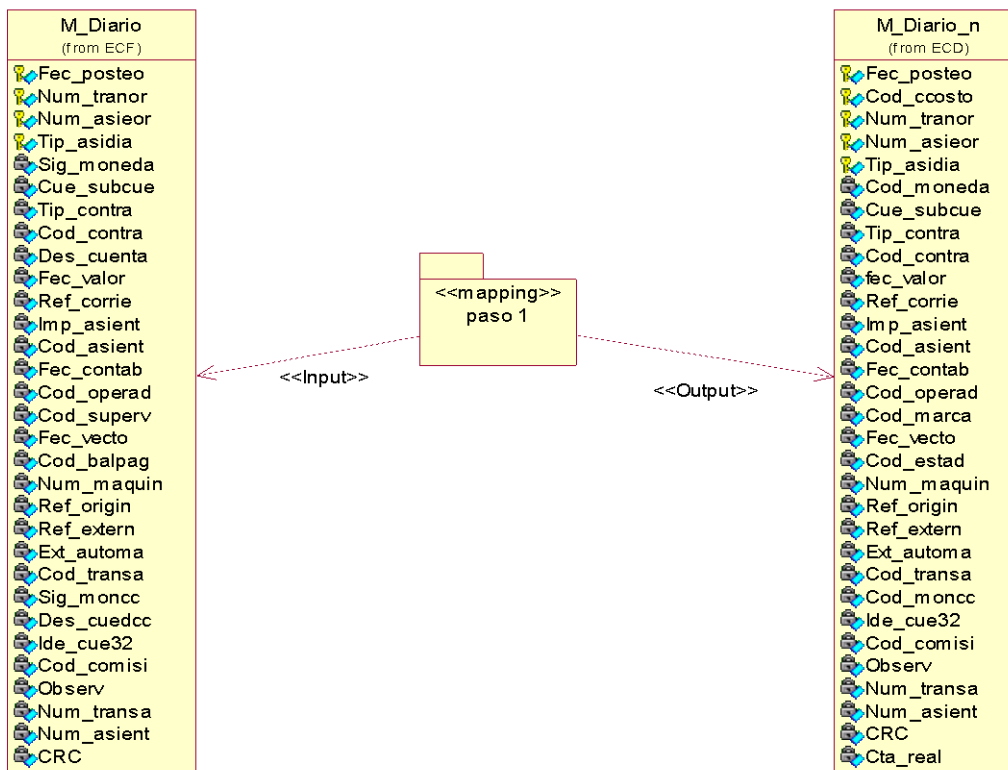 M_Diario
(from ECF)
Fec_posteo
Num_tranor
Num_asieor
Tip_asidia
Sig_moneda
Cue_subcue
Tip_contra
Cod_contra
Des_cuenta
Fec_valor
Ref_corrie
Imp_asient
Cod_asient
Fec_contab
Cod_operad
Cod_superv
Fec_vecto
Cod_balpag
Num_maquin
Ref_origin
Ref_extern
Ext_automa
Cod_transa
Sig_moncc
Des_cuedcc
Ide_cue32
Cod_comisi
Observ
Num_transa
Num_asient
CRC
<<mapping>>
paso 1
<<Input>>
<<Output>>
M_Diario_n
(from ECD)
Fec_posteo
Cod_ccosto
Num_tranor
Num_asieor
Tip_asidia
Cod_moneda
Cue_subcue
Tip_contra
Cod_contra
fec_valor
Ref_corrie
Imp_asient
Cod_asient
Fec_contab
Cod_operad
Cod_marca
Fec_vecto
Cod_estad
Num_maquin
Ref_origin
Ref_extern
Ext_automa
Cod_transa
Cod_moncc
Ide_cue32
Cod_comisi
Observ
Num_transa
Num_asient
CRC
Cta_real